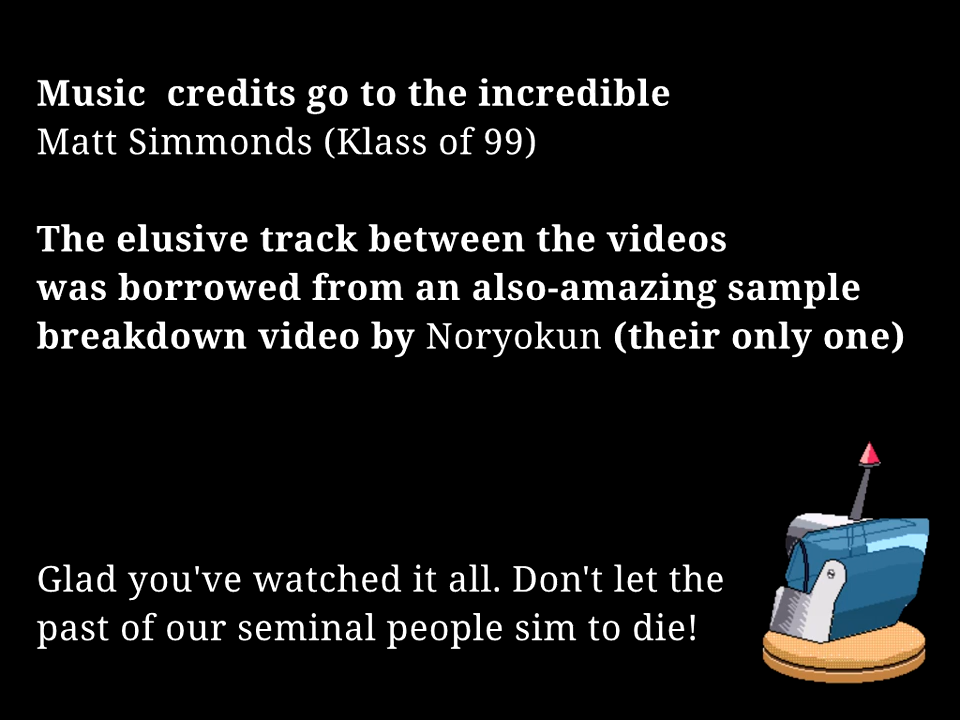 Music  credits go to the incredible
Matt Simmonds (Klass of 99)
The elusive track between the videos
was borrowed from an also-amazing sample
breakdown video by Noryokun (their only one)
Glad you've watched it all. Don't let the
past of our seminal people sim to die!